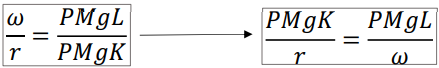 ω/r = PMgL/PMgK → PMgK/r = PMgL/ω